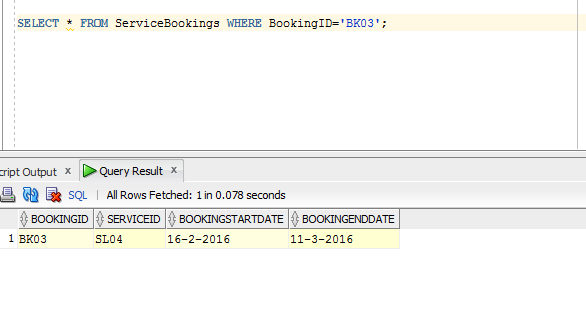 SELECT * FROM ServiceBookings WHERE BookingID='BK03';
cript Output x Query Result x
SQL | All Rows Fetched: 1 in 0.078 seconds
BOOKINGID SERVICEID BOOKINGSTARTDATE BOOKINGENDDATE
1 BK03 SL04 16-2-2016 11-3-2016